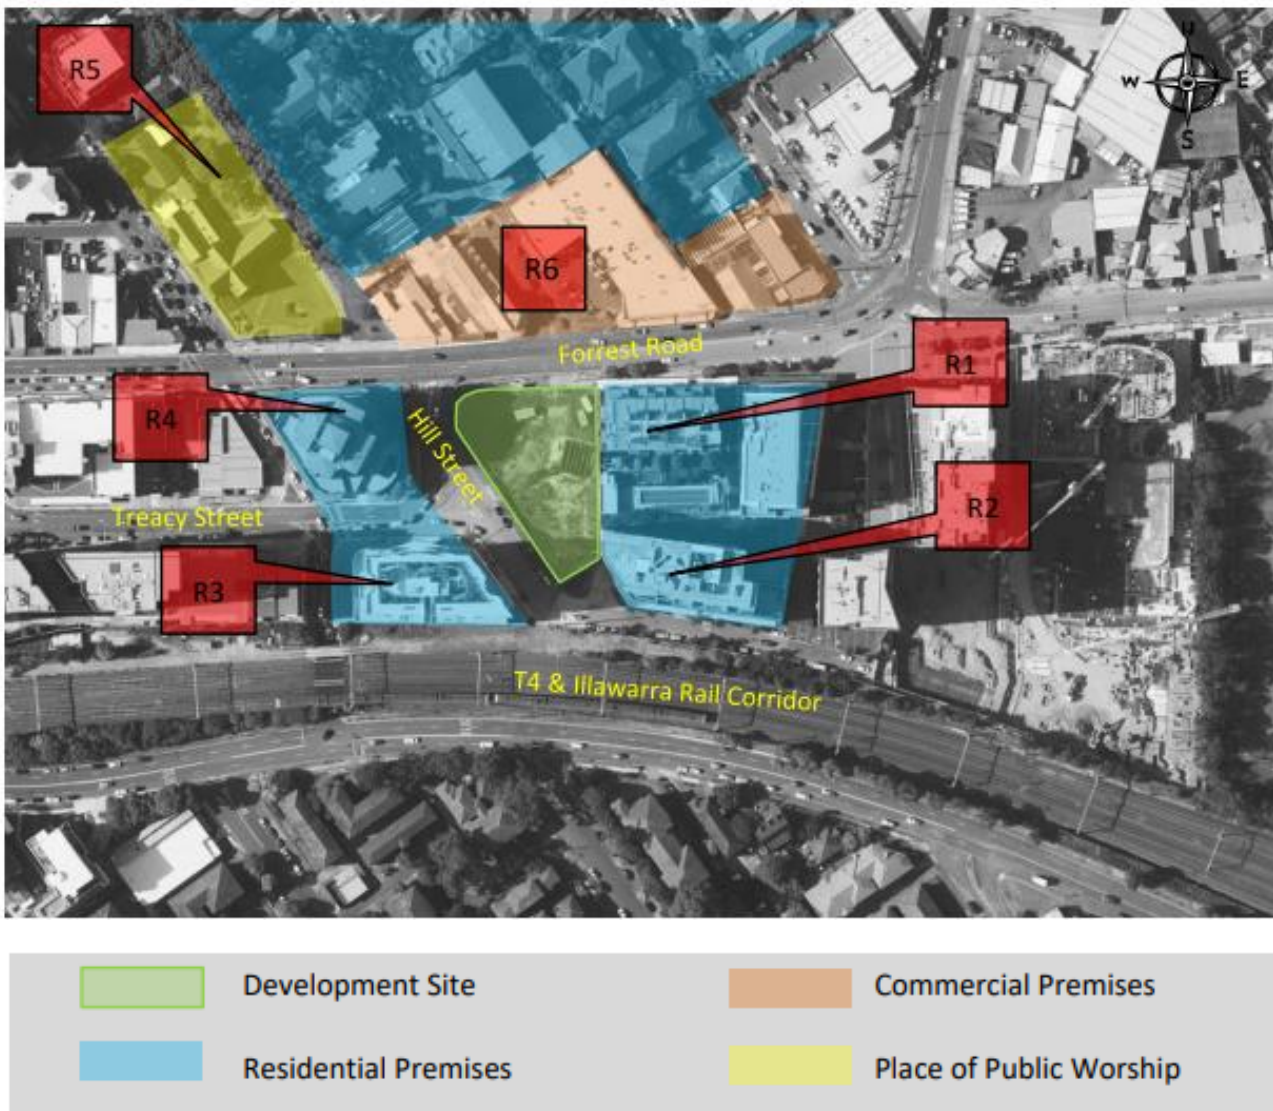 R5
N
W E
S
R6
Forrest Road
R1
R4
Hill Street
R2
Treacy Street
R3
T4 & Illawarra Rail Corridor
Development Site
Commercial Premises
Residential Premises
Place of Public Worship